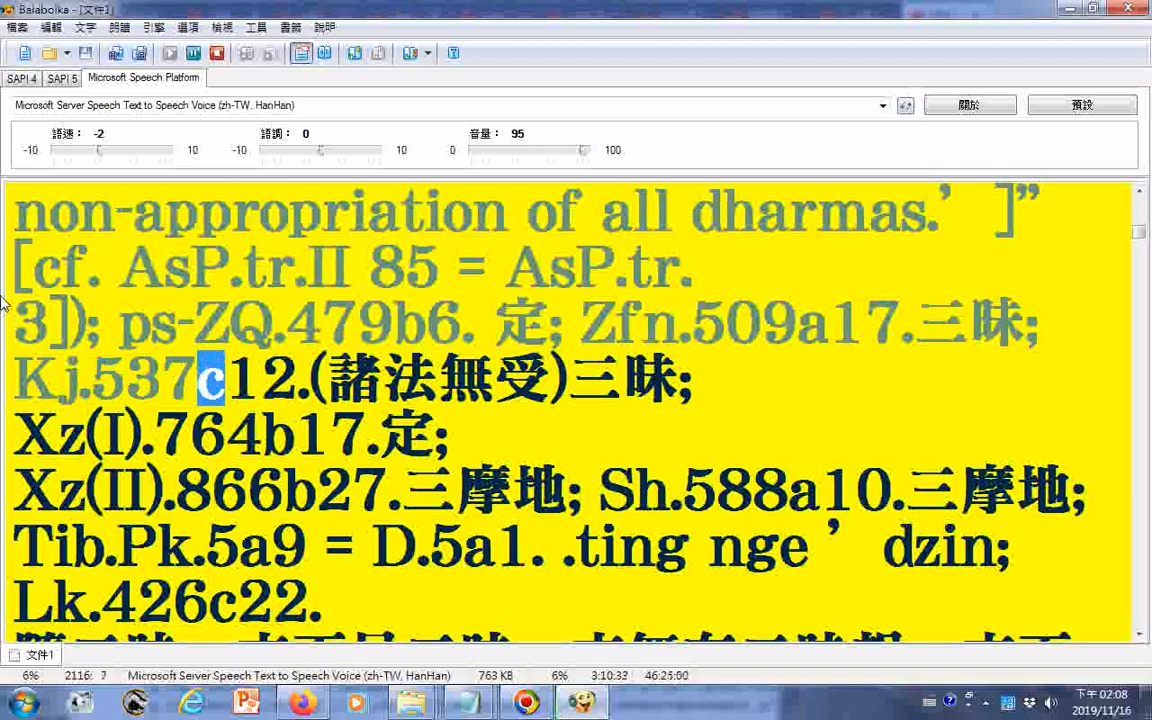 Balabolka - [文件1]
檔案 編輯 文字 朗讀 引擎 選項 檢視 工具 書籤 說明
SAPI 4 SAPI 5 Microsoft Speech Platform
Microsoft Server Speech Text to Speech Voice (zh-TW, HanHan) 關於 預設
語速： -2 語調： 0 音量： 95
-10 10 -10 10 0 100
non-appropriation of all dharmas.’]”
[cf. AsP.tr.II 85 = AsP.tr.
3]); ps-ZQ.479b6. 定; Zfn.509a17.三昧;
Kj.537c12.(諸法無受)三昧;
Xz(I).764b17.定;
Xz(II).866b27.三摩地; Sh.588a10.三摩地;
Tib.Pk.5a9 = D.5a1. .ting nge ’ dzin;
Lk.426c22.
文件1
6% 2116: 7 Microsoft Server Speech Text to Speech Voice (zh-TW, HanHan) 763 KB 6% 3:10:33 46:26:00
下午 02:08
2019/11/16